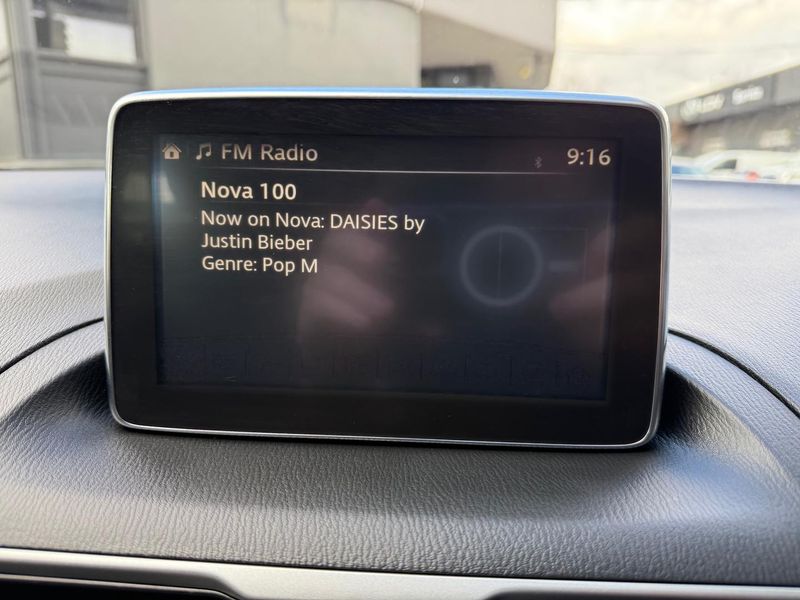 FM Radio 9:16
Nova 100
Now on Nova: DAISIES by
Justin Bieber
Genre: Pop M